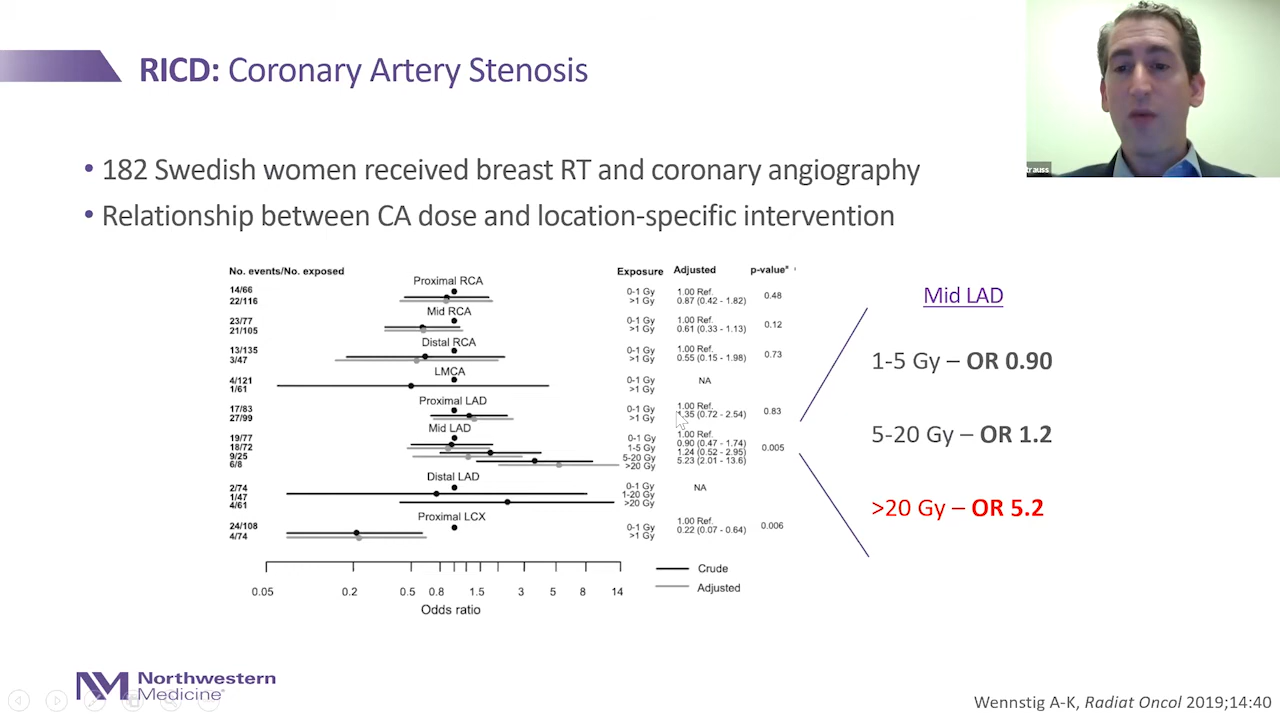 RICD: Coronary Artery Stenosis
• 182 Swedish women received breast RT and coronary angiography
• Relationship between CA dose and location-specific intervention
No. events/No. exposed Exposure Adjusted p-value*
Proximal RCA
14/66 0-1 Gy 1.00 Ref.
22/116 >1 Gy 0.87 (0.42 - 1.82) 0.48
Mid RCA
23/77 0-1 Gy 1.00 Ref.
21/105 >1 Gy 0.61 (0.33 - 1.13) 0.12
Distal RCA
13/135 0-1 Gy 1.00 Ref.
3/47 >1 Gy 0.55 (0.15 - 1.98) 0.73
LMCA
4/121 0-1 Gy NA
1/61 >1 Gy
Proximal LAD
17/83 0-1 Gy 1.00 Ref.
27/99 >1 Gy 1.35 (0.72 - 2.54) 0.83
Mid LAD
19/77 0-1 Gy 1.00 Ref.
18/72 1-5 Gy 0.90 (0.47 - 1.74) 0.005
9/25 5-20 Gy 1.24 (0.52 - 2.95)
6/8 >20 Gy 5.23 (2.01 - 13.6)
Distal LAD
2/74 0-1 Gy NA
1/47 1-20 Gy
4/61 >20 Gy
Proximal LCX
24/108 0-1 Gy 1.00 Ref.
4/74 >1 Gy 0.22 (0.07 - 0.64) 0.006
0.05 0.2 0.5 0.8 1.5 3 5 8 14
Odds ratio
Crude
Adjusted
Mid LAD
1-5 Gy – OR 0.90
5-20 Gy – OR 1.2
>20 Gy – OR 5.2
NM Northwestern
Medicine®
Wennstig A-K, Radiat Oncol 2019;14:40